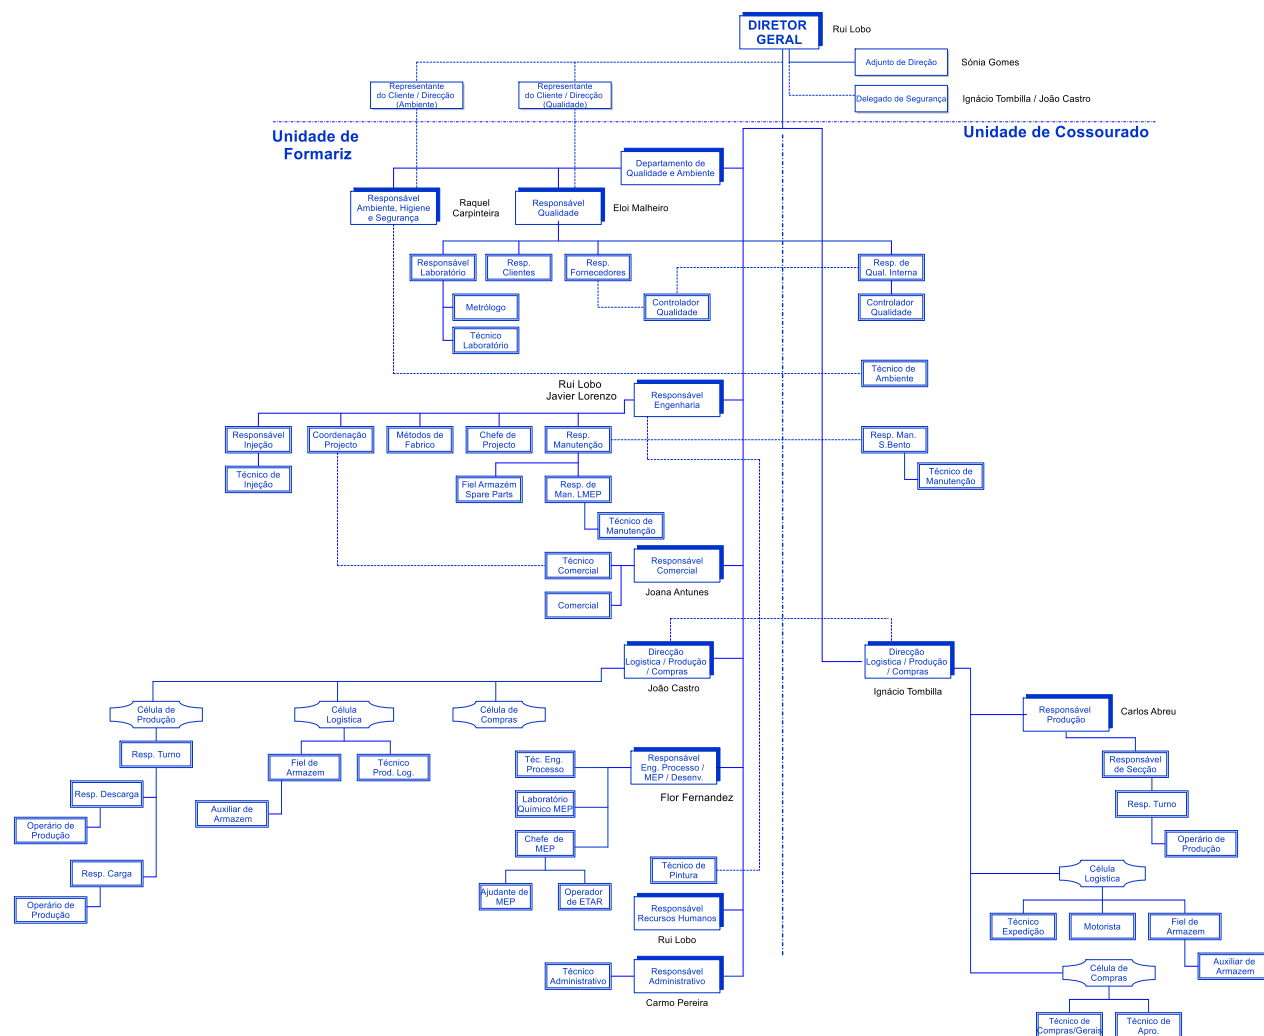 DIRETOR
GERAL
Rui Lobo
Adjunto de Direção
Sónia Gomes
Representante
do Cliente / Direcção
(Ambiente)
Representante
do Cliente / Direcção
(Qualidade)
Delegado de Segurança
Ignácio Tombilla / João Castro
Unidade de
Formariz
Unidade de Cossourado
Departamento de
Qualidade e Ambiente
Responsável
Ambiente, Higiene
e Segurança
Raquel
Carpinteira
Responsável
Qualidade
Eloi Malheiro
Responsável
Laboratório
Resp.
Clientes
Resp.
Fornecedores
Resp. de
Qual. Interna
Metrólogo
Controlador
Qualidade
Controlador
Qualidade
Técnico
Laboratório
Técnico de
Ambiente
Rui Lobo
Javier Lorenzo
Responsável
Engenharia
Responsável
Injeção
Coordenação
Projecto
Métodos de
Fabrico
Chefe de
Projecto
Resp.
Manutenção
Resp. Man.
S.Bento
Técnico de
Injeção
Fiel Armazém
Spare Parts
Resp. de
Man. LMEP
Técnico de
Manutenção
Técnico de
Manutenção
Técnico
Comercial
Responsável
Comercial
Joana Antunes
Comercial
Direcção
Logistica / Produção
/ Compras
João Castro
Direcção
Logistica / Produção
/ Compras
Ignácio Tombilla
Célula de
Produção
Célula
Logistica
Célula de
Compras
Responsável
Produção
Carlos Abreu
Resp. Turno
Fiel de
Armazem
Técnico
Prod. Log.
Téc. Eng.
Processo
Responsável
Eng. Processo /
MEP / Desenv.
Flor Fernandez
Responsável
de Secção
Resp. Descarga
Auxiliar de
Armazem
Laboratório
Químico MEP
Resp. Turno
Operário de
Produção
Chefe de
MEP
Operário de
Produção
Resp. Carga
Técnico de
Pintura
Célula
Logistica
Operário de
Produção
Ajudante de
MEP
Operador
de ETAR
Responsável
Recursos Humanos
Rui Lobo
Técnico
Expedição
Motorista
Fiel de
Armazem
Técnico
Administrativo
Responsável
Administrativo
Carmo Pereira
Célula de
Compras
Auxiliar de
Armazem
Técnico de
Compras/Gerais
Técnico de
Apro.